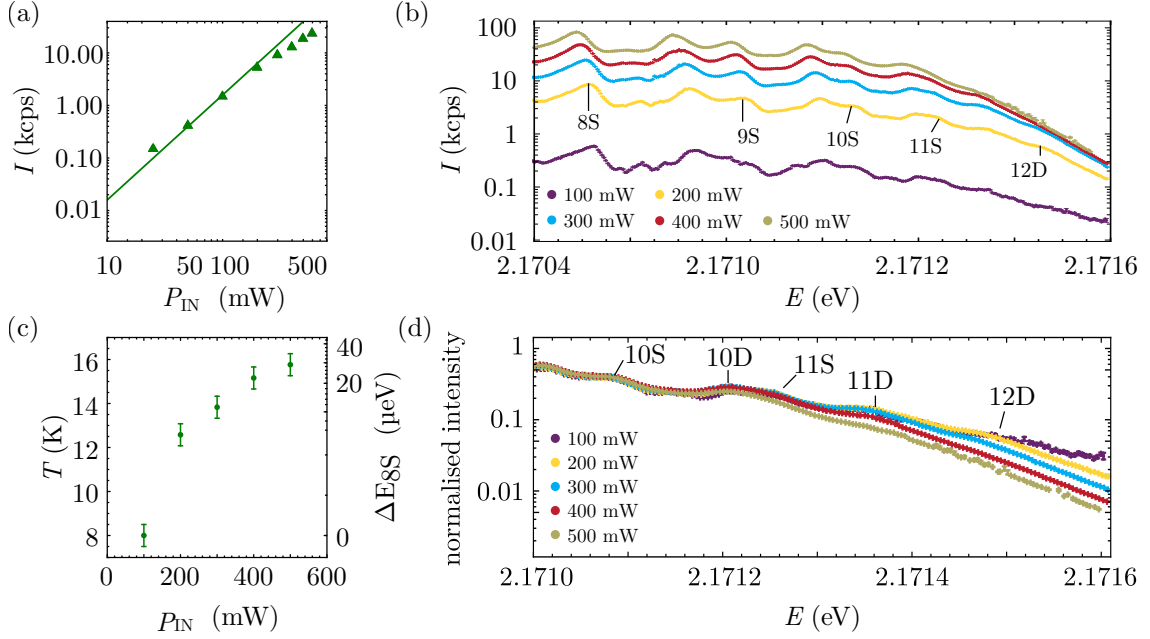 (a)
I (kcps)
10.00
1.00
0.10
0.01
10 50 100 500
P_IN (mW)
(b)
I (kcps)
100
10
1
0.1
0.01
8S
9S
10S
11S
12D
100 mW 200 mW
300 mW 400 mW 500 mW
2.1704 2.1710 2.1712 2.1714 2.1716
E (eV)
(c)
T (K)
16
14
12
10
8
40
20
0
ΔE8S (µeV)
0 200 400 600
P_IN (mW)
(d)
normalised intensity
1
0.1
0.01
10S
10D
11S
11D
12D
100 mW
200 mW
300 mW
400 mW
500 mW
2.1710 2.1712 2.1714 2.1716
E (eV)